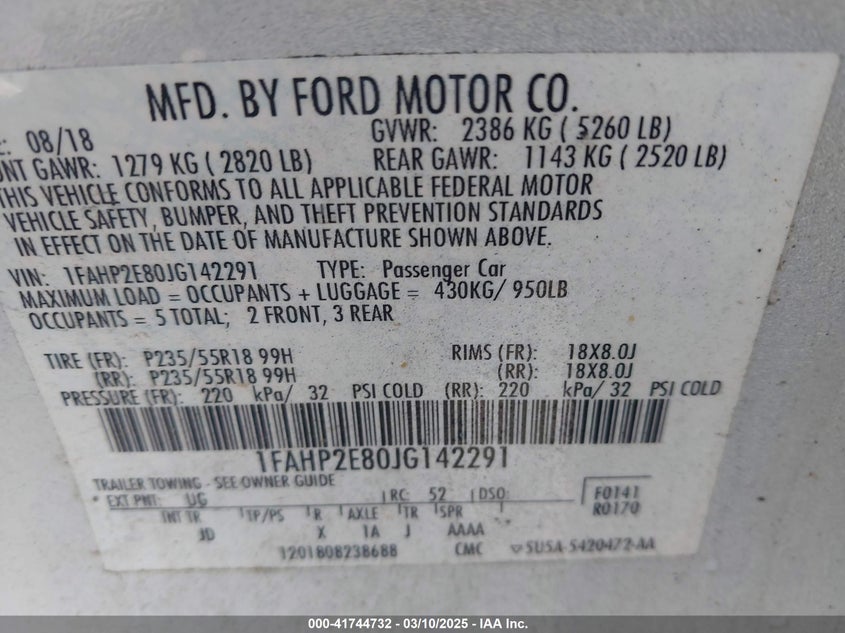 MFD. BY FORD MOTOR CO.
08/18 GVWR: 2386 KG ( 5260 LB)
GAWR: 1279 KG ( 2820 LB) REAR GAWR: 1143 KG ( 2520 LB)
THIS VEHICLE CONFORMS TO ALL APPLICABLE FEDERAL MOTOR
VEHICLE SAFETY, BUMPER, AND THEFT PREVENTION STANDARDS
IN EFFECT ON THE DATE OF MANUFACTURE SHOWN ABOVE.
VIN: 1FAHP2E80JG142291 TYPE: Passenger Car
MAXIMUM LOAD = OCCUPANTS + LUGGAGE = 430KG/ 950LB
OCCUPANTS = 5 TOTAL; 2 FRONT, 3 REAR
TIRE (FR): P235/55R18 99H RIMS (FR): 18X8.0J
(RR): P235/55R18 99H (RR): 18X8.0J
PRESSURE (FR): 220 kPa/ 32 PSI COLD (RR): 220 kPa/ 32 PSI COLD
1FAHP2E80JG142291
TRAILER TOWING - SEE OWNER GUIDE
* EXT PNT: UG RC: 52 DSO: F0141
R0170
INT TR TP/PS R AXLE TR SPR
JD X 1A J AAAA
1201808238688 CMC ▽ 5U5A-5420472-AA
000-41744732 — 03/10/2025 — IAA Inc.